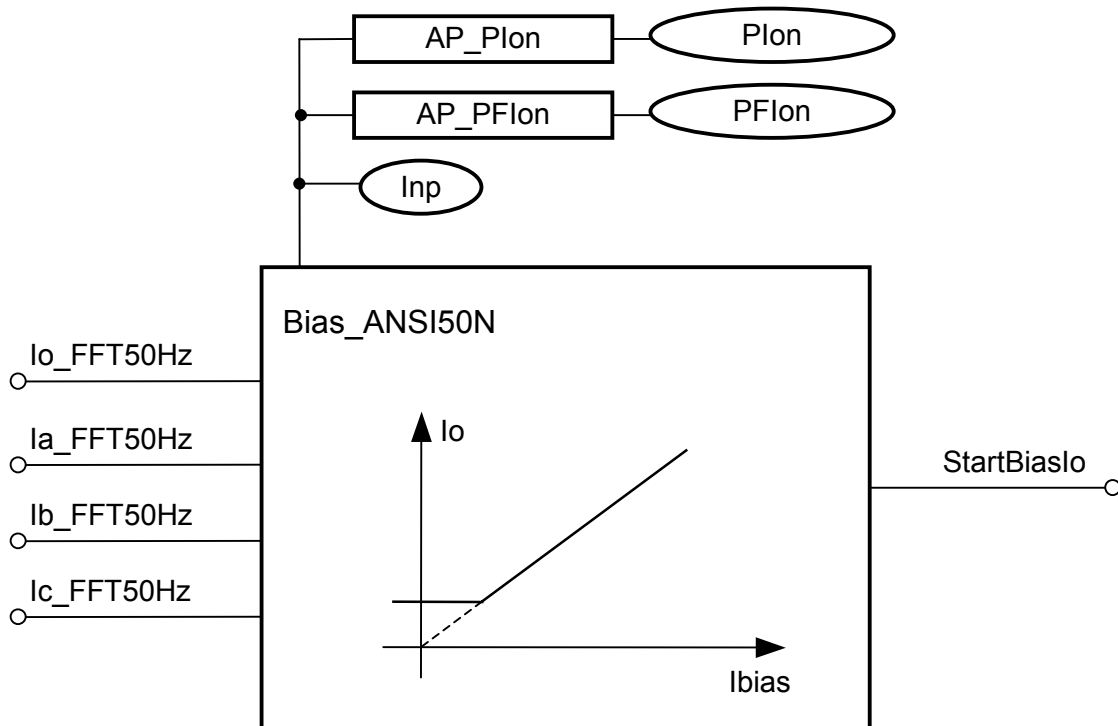 AP_PIon
PIon
AP_PFIon
PFIon
Inp
Bias_ANSI50N
Io_FFT50Hz
Ia_FFT50Hz
Ib_FFT50Hz
Ic_FFT50Hz
Io
Ibias
StartBiasIo